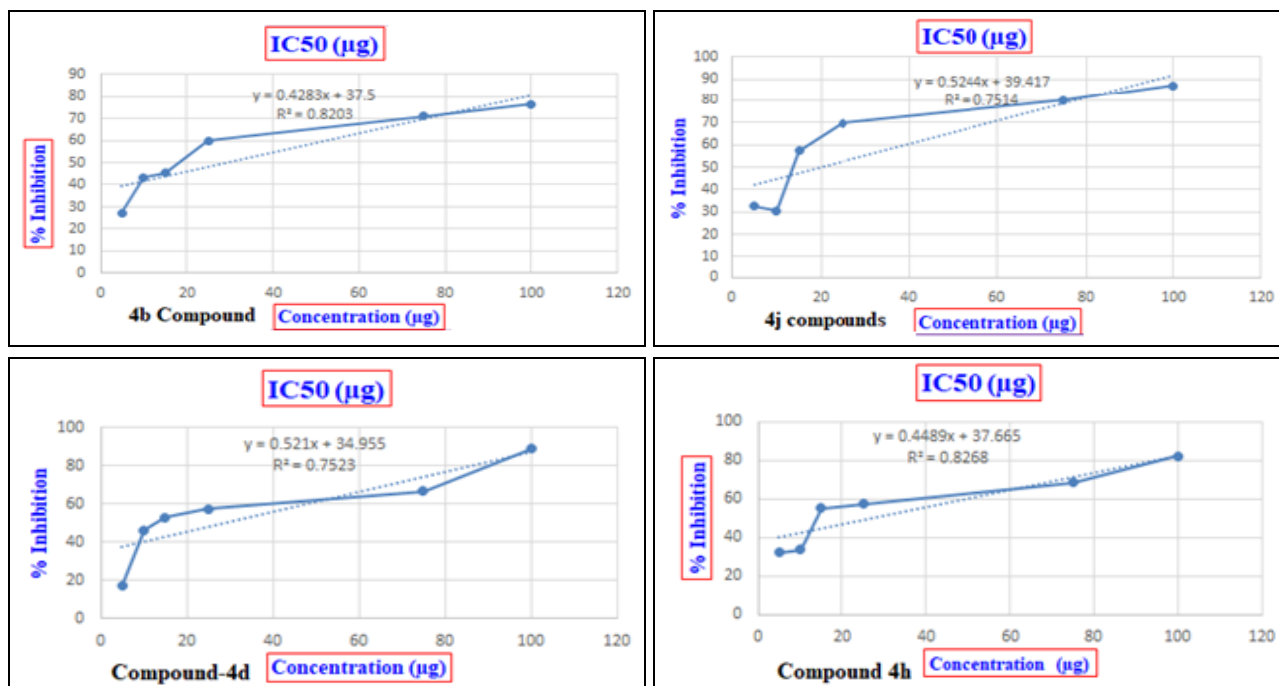 IC50 (µg)
90
80
70
60
50
40
30
20
10
0
% Inhibition
y = 0.4283x + 37.5
R² = 0.8203
0 20 40 60 80 100 120
4b Compound Concentration (µg)
IC50 (µg)
100
90
80
70
60
50
40
30
20
10
0
% Inhibition
y = 0.5244x + 39.417
R² = 0.7514
0 20 40 60 80 100 120
4j compounds Concentration (µg)
IC50 (µg)
100
80
60
40
20
0
% Inhibition
y = 0.521x + 34.955
R² = 0.7523
0 20 40 60 80 100 120
Compound-4d Concentration (µg)
IC50 (µg)
100
80
60
40
20
0
% Inhibition
y = 0.4489x + 37.665
R² = 0.8268
0 20 40 60 80 100 120
Compound 4h Concentration (µg)